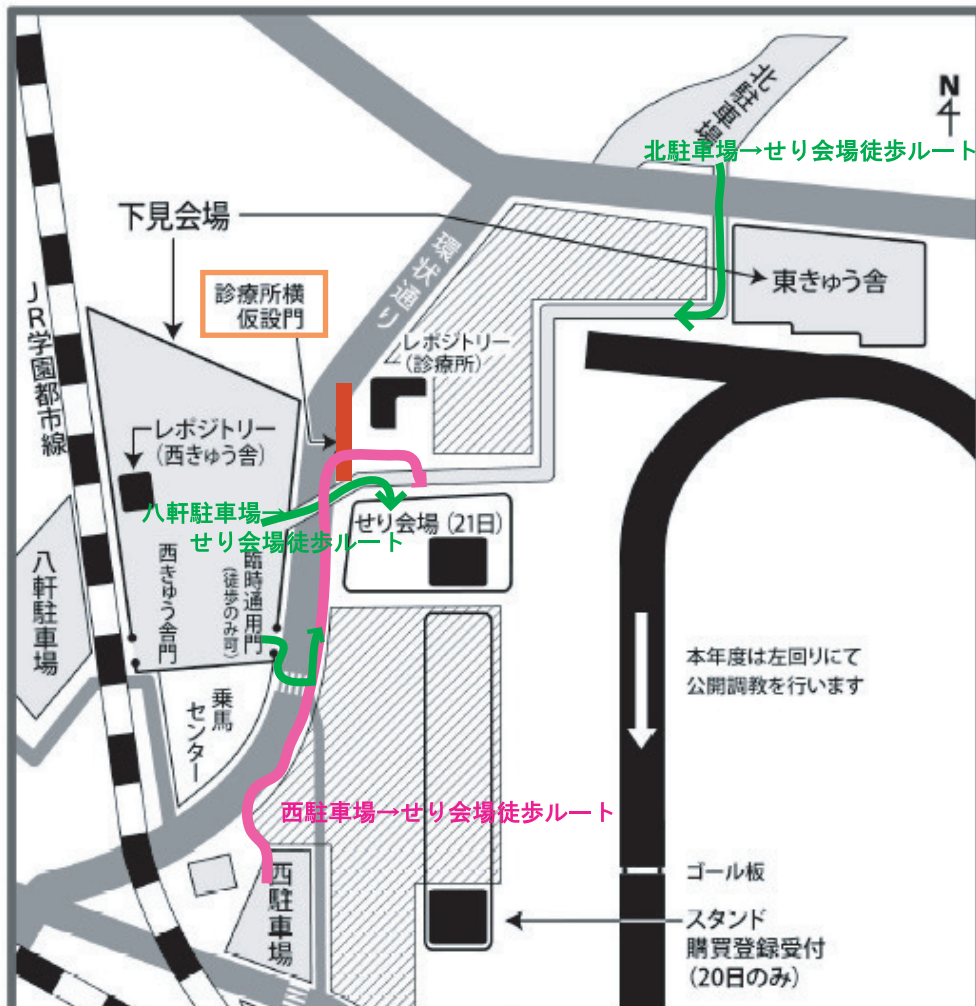 北駐車場
N
北駐車場→せり会場徒歩ルート
下見会場
環状通り
診療所横
仮設門
東きゅう舎
JR学園都市線
レポジトリー
(診療所)
レポジトリー
(西きゅう舎)
八軒駐車場→
せり会場徒歩ルート
せり会場(21日)
八軒駐車場
西きゅう舎門
臨時通用門
(徒歩のみ可)
本年度は左回りにて
公開調教を行います
乗馬
センター
西駐車場→せり会場徒歩ルート
西駐車場
ゴール板
スタンド
購買登録受付
(20日のみ)